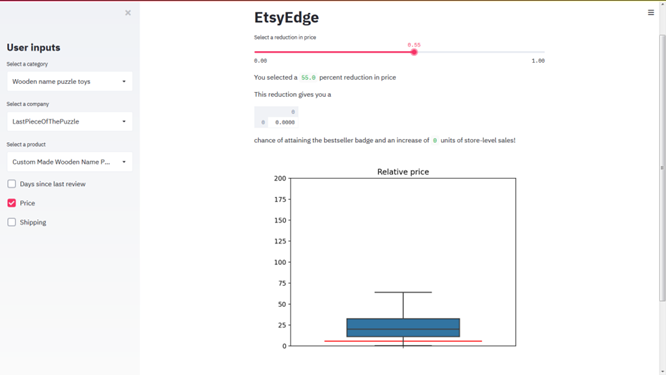 EtsyEdge
User inputs
Select a category
Wooden name puzzle toys
Select a company
LastPieceOfThePuzzle
Select a product
Custom Made Wooden Name P...
Days since last review
Price
Shipping
Select a reduction in price
0.55
0.00 1.00
You selected a 55.0 percent reduction in price
This reduction gives you a
0
0 0.0000
chance of attaining the bestseller badge and an increase of 0 units of store-level sales!
Relative price
200
175
150
125
100
75
50
25
0